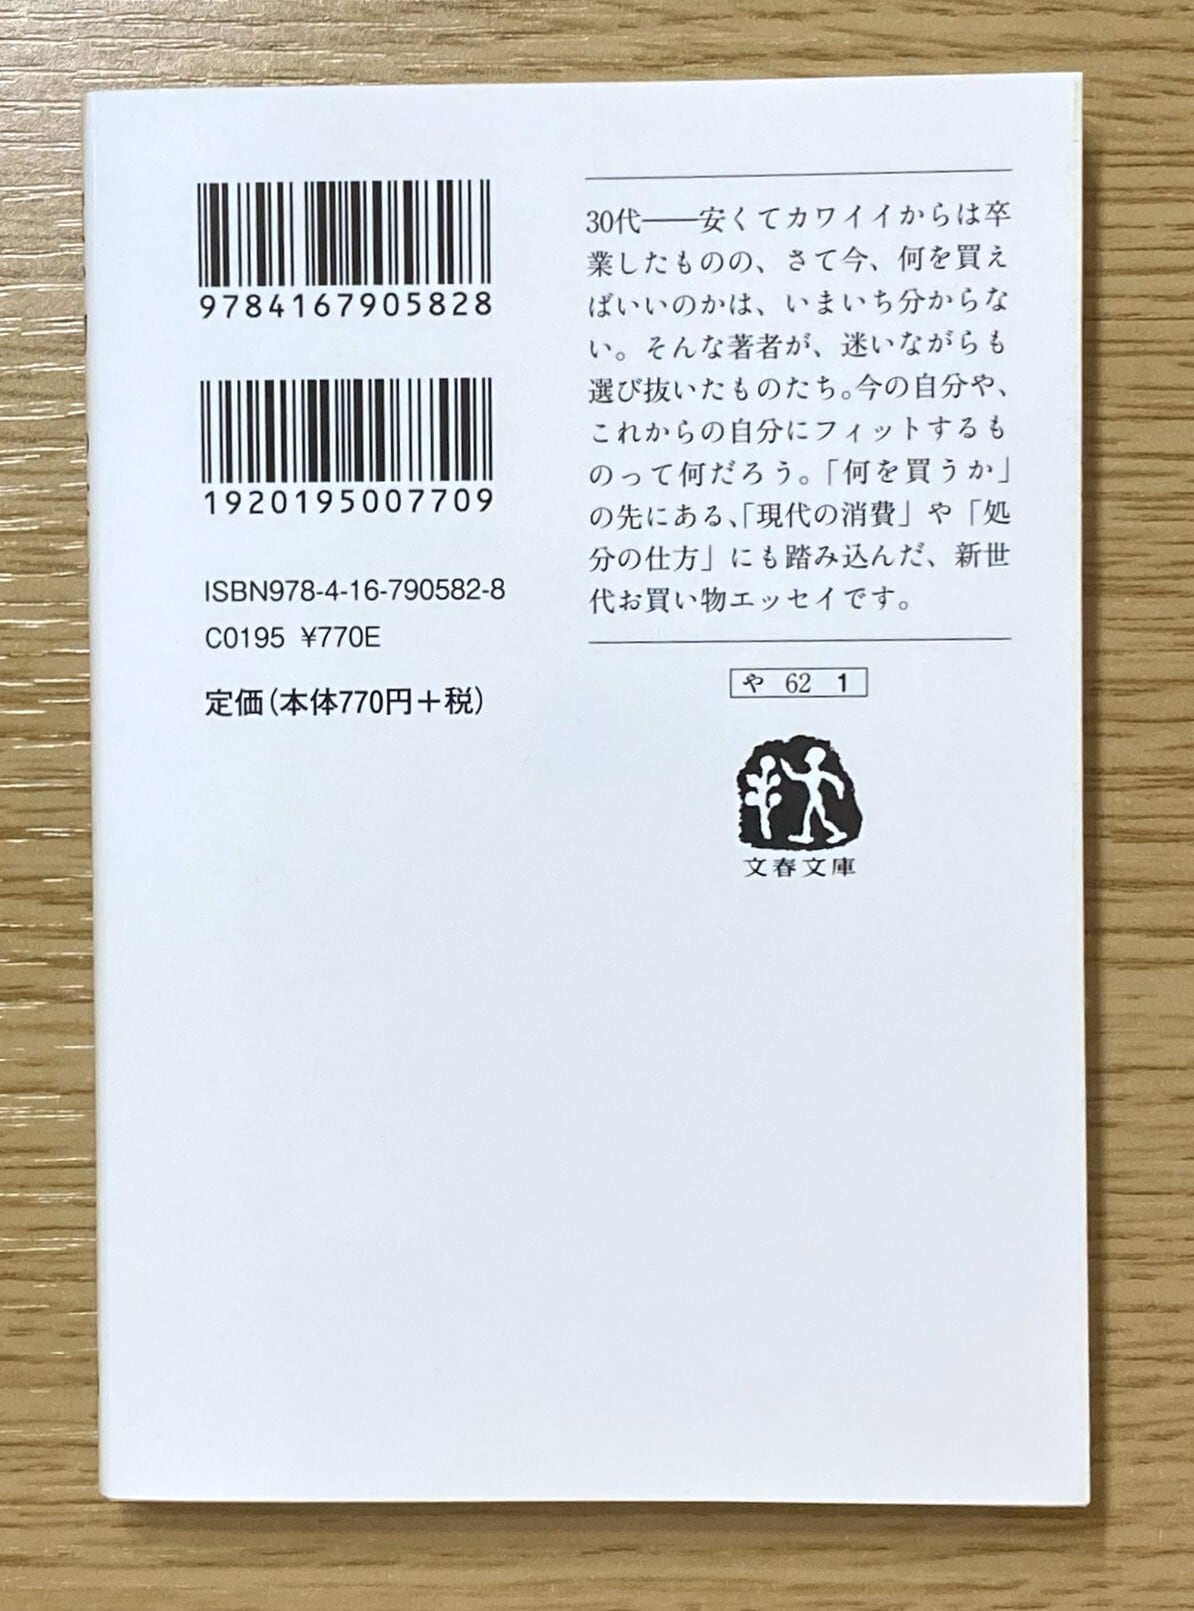 9784167905828
1920195007709
ISBN978-4-16-790582-8
C0195 ¥770E
定価(本体770円+税)
30代――安くてカワイイからは卒
業したものの、さて今、何を買え
ばいいのかは、いまいち分からな
い。そんな著者が、迷いながらも
選び抜いたものたち。今の自分や、
これからの自分にフィットするも
のって何だろう。「何を買うか」
の先にある、「現代の消費」や「処
分の仕方」にも踏み込んだ、新世
代お買い物エッセイです。
や 62 1
文春文庫